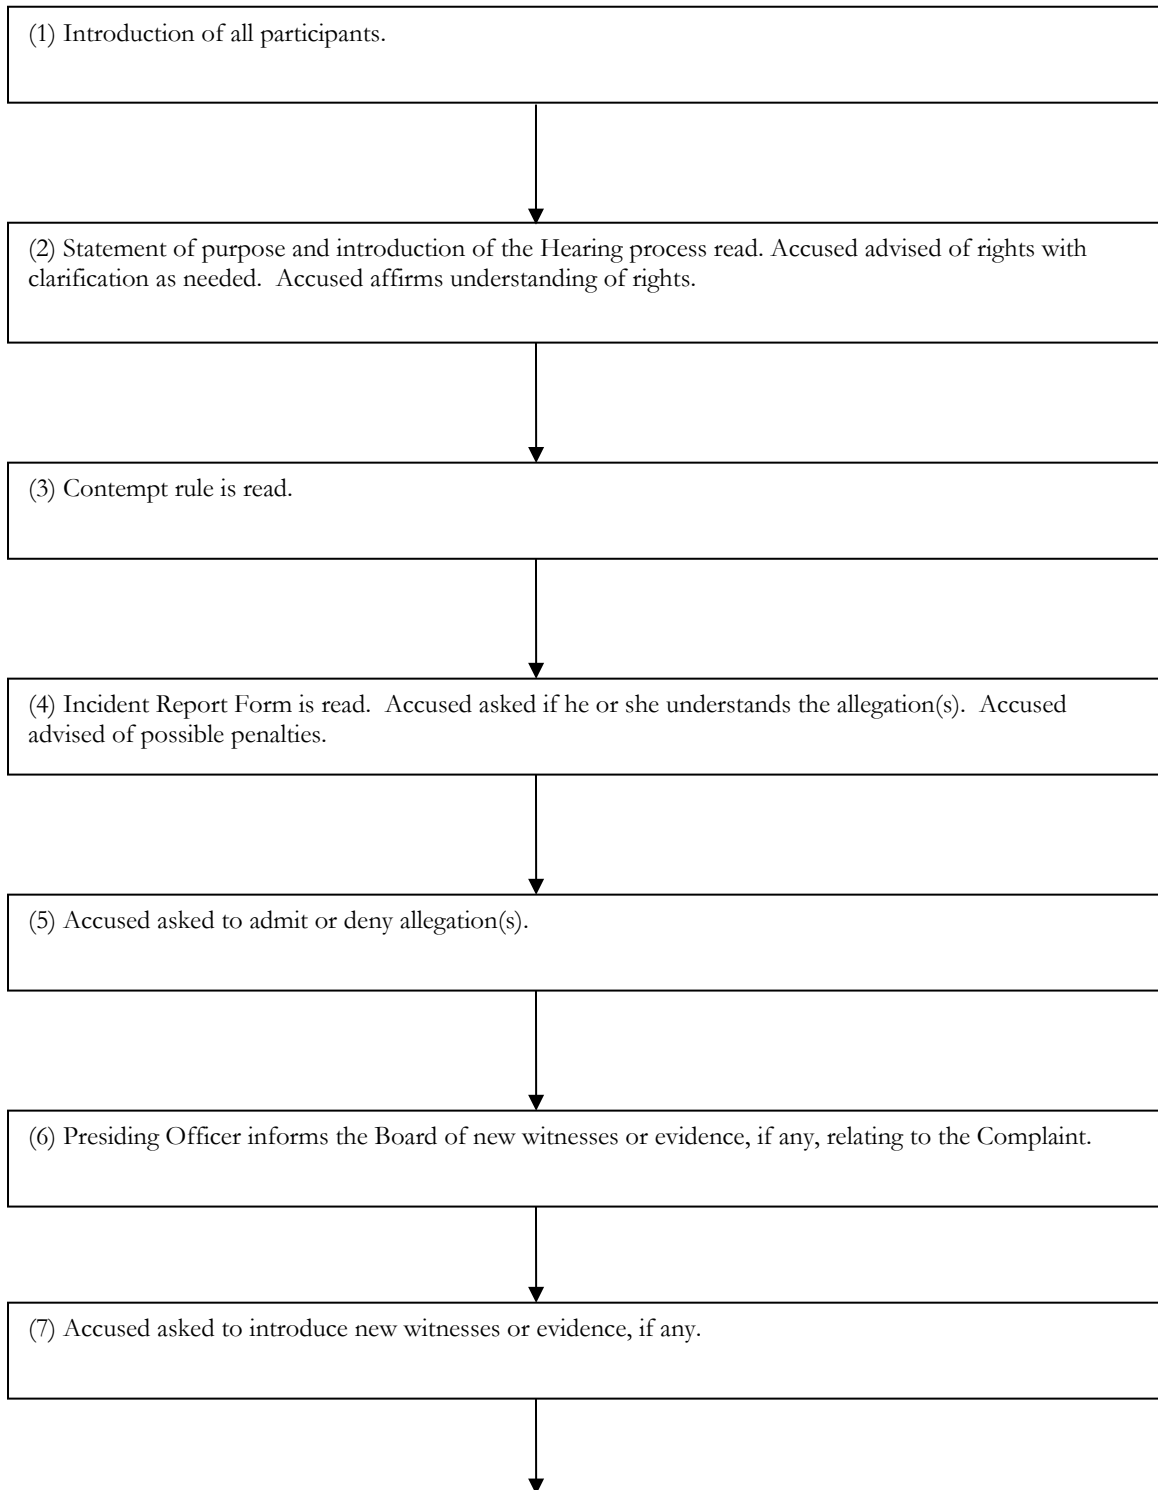 (1) Introduction of all participants.
(2) Statement of purpose and introduction of the Hearing process read. Accused advised of rights with
clarification as needed.  Accused affirms understanding of rights.
(3) Contempt rule is read.
(4) Incident Report Form is read.  Accused asked if he or she understands the allegation(s).  Accused
advised of possible penalties.
(5) Accused asked to admit or deny allegation(s).
(6) Presiding Officer informs the Board of new witnesses or evidence, if any, relating to the Complaint.
(7) Accused asked to introduce new witnesses or evidence, if any.